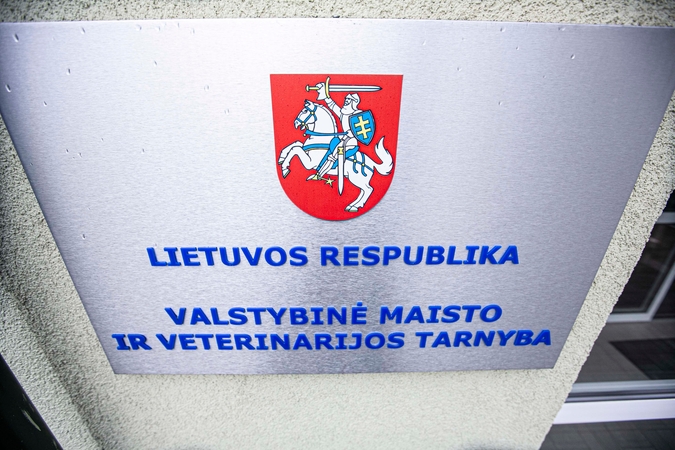 LIETUVOS RESPUBLIKA
VALSTYBINĖ MAISTO
IR VETERINARIJOS TARNYBA